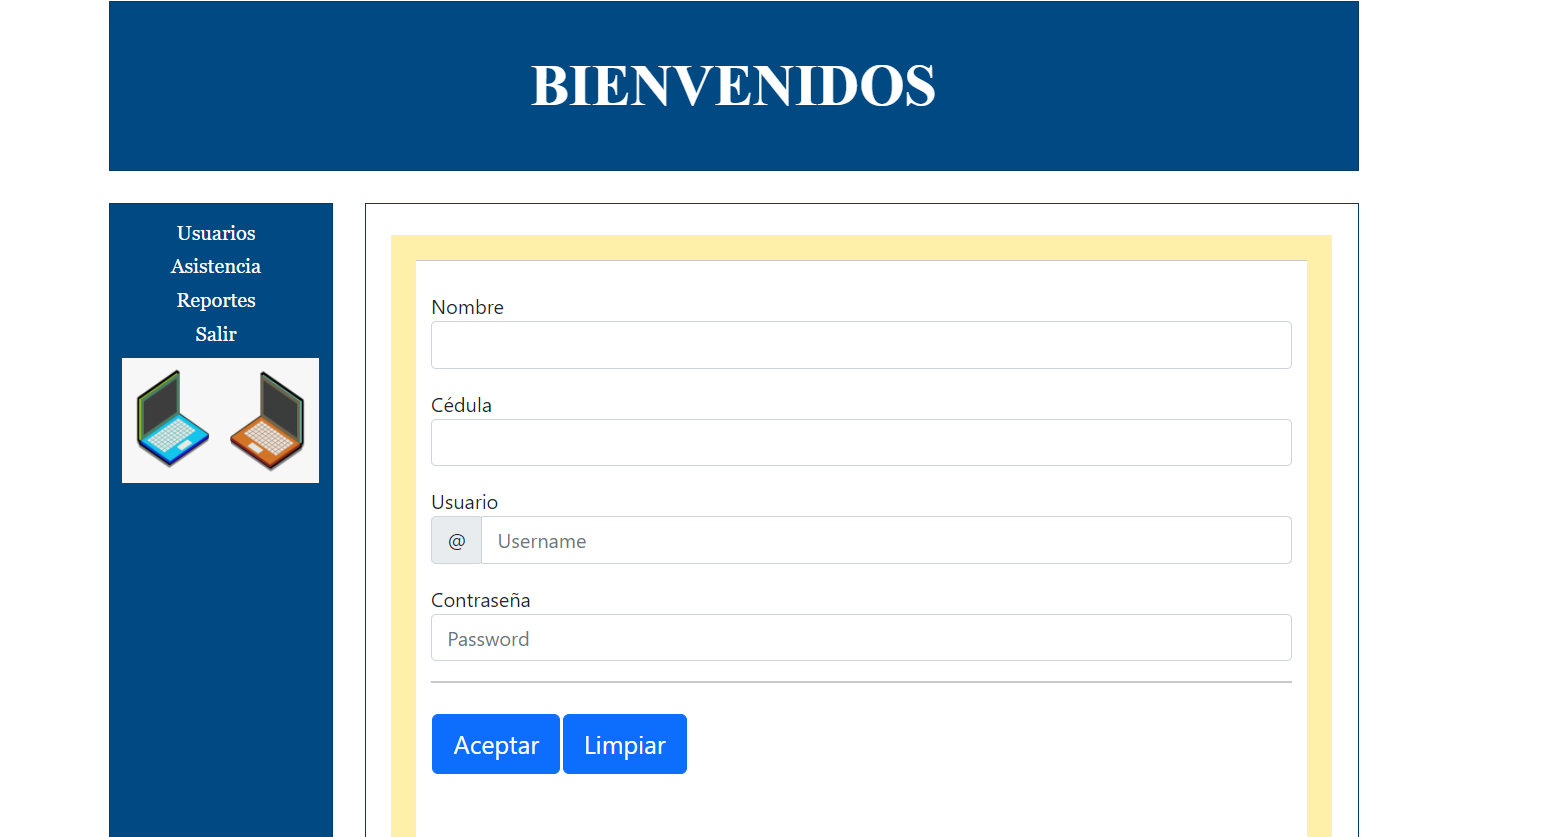 BIENVENIDOS
Usuarios
Asistencia
Reportes
Salir
Nombre
Cédula
Usuario
@ Username
Contraseña
Password
Aceptar Limpiar